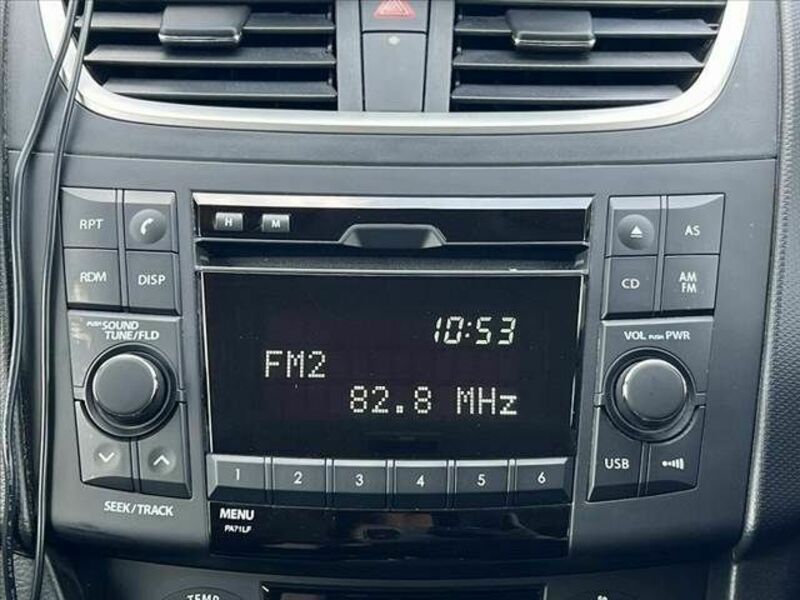 H M
RPT
AS
RDM DISP
CD AM
FM
PUSH SOUND
TUNE/FLD
VOL PUSH PWR
10:53
FM2
82.8 MHz
1 2 3 4 5 6
USB
SEEK/TRACK
MENU
PA71LF
TEMP